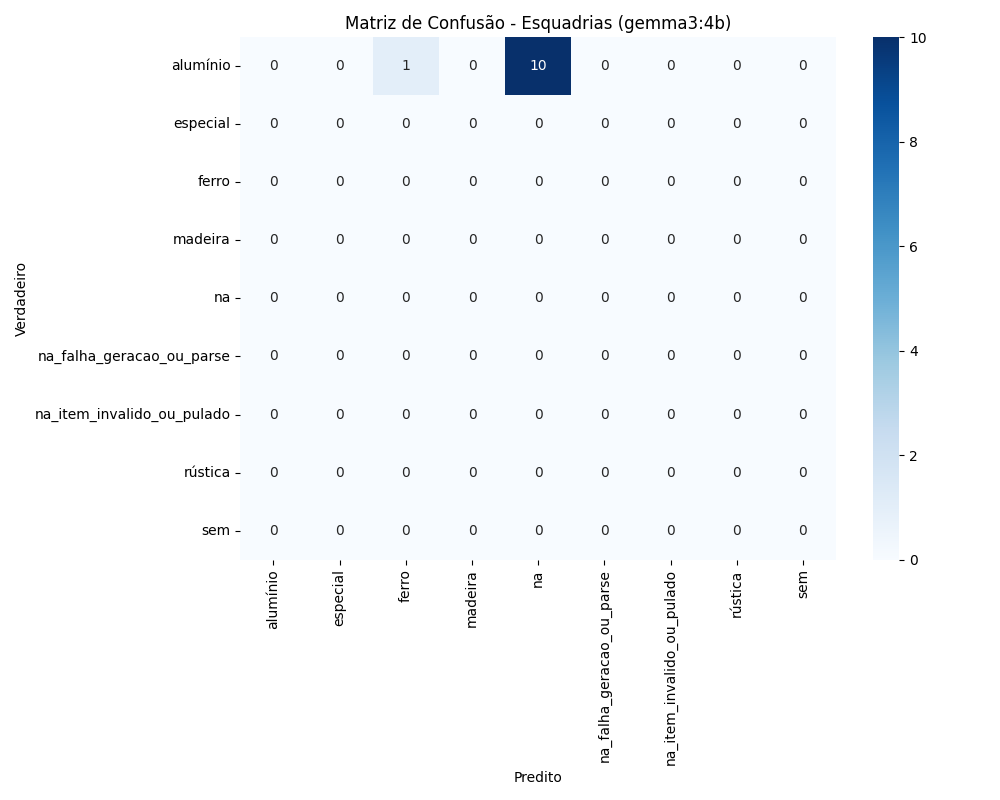 Matriz de Confusão - Esquadrias (gemma3:4b)
Verdadeiro
alumínio 0 0 1 0 10 0 0 0 0
especial 0 0 0 0 0 0 0 0 0
ferro 0 0 0 0 0 0 0 0 0
madeira 0 0 0 0 0 0 0 0 0
na 0 0 0 0 0 0 0 0 0
na_falha_geracao_ou_parse 0 0 0 0 0 0 0 0 0
na_item_invalido_ou_pulado 0 0 0 0 0 0 0 0 0
rústica 0 0 0 0 0 0 0 0 0
sem 0 0 0 0 0 0 0 0 0
alumínio
especial
ferro
madeira
na
na_falha_geracao_ou_parse
na_item_invalido_ou_pulado
rústica
sem
Predito
10
8
6
4
2
0